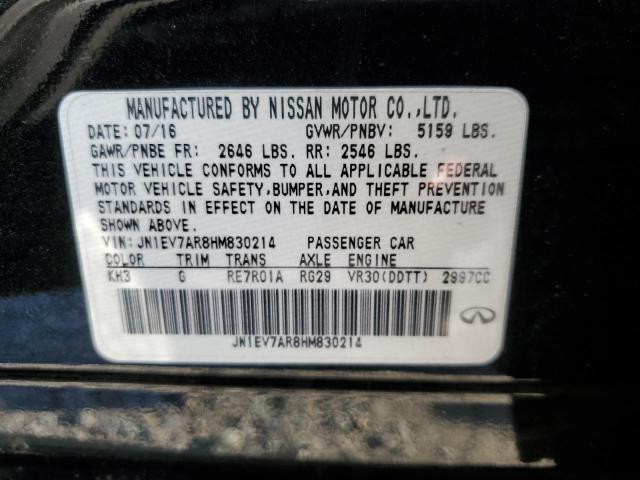 MANUFACTURED BY NISSAN MOTOR CO.,LTD.
DATE: 07/16 GVWR/PNBV: 5159 LBS.
GAWR/PNBE FR: 2646 LBS. RR: 2546 LBS.
THIS VEHICLE CONFORMS TO ALL APPLICABLE FEDERAL
MOTOR VEHICLE SAFETY,BUMPER,AND THEFT PREVENTION
STANDARDS IN EFFECT ON THE DATE OF MANUFACTURE
SHOWN ABOVE.
VIN: JN1EV7AR8HM830214 PASSENGER CAR
COLOR TRIM TRANS AXLE ENGINE
KH3 G RE7R01A RG29 VR30(DDTT) 2997CC
JN1EV7AR8HM830214